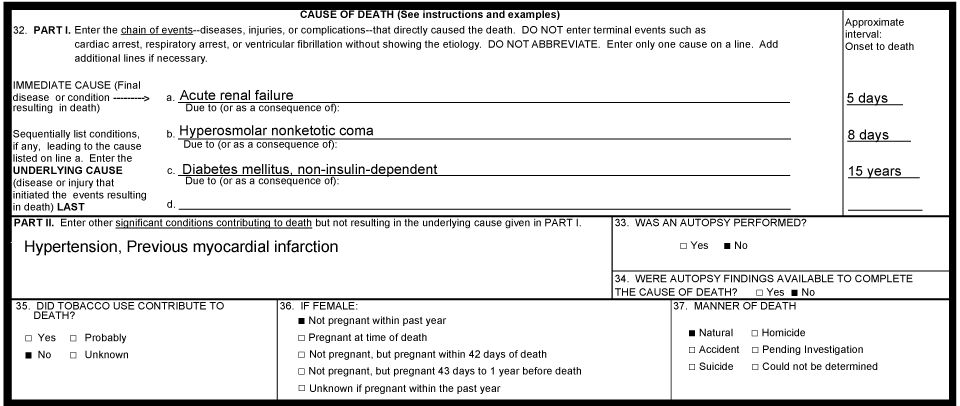 CAUSE OF DEATH (See instructions and examples)
32. PART I. Enter the chain of events--diseases, injuries, or complications--that directly caused the death. DO NOT enter terminal events such as
cardiac arrest, respiratory arrest, or ventricular fibrillation without showing the etiology. DO NOT ABBREVIATE. Enter only one cause on a line. Add
additional lines if necessary.
Approximate
interval:
Onset to death
IMMEDIATE CAUSE (Final
disease or condition --------->
resulting in death)
a. Acute renal failure
Due to (or as a consequence of):
5 days
Sequentially list conditions,
if any, leading to the cause
listed on line a. Enter the
UNDERLYING CAUSE
(disease or injury that
initiated the events resulting
in death) LAST
b. Hyperosmolar nonketotic coma
Due to (or as a consequence of):
8 days
c. Diabetes mellitus, non-insulin-dependent
Due to (or as a consequence of):
15 years
d.
PART II. Enter other significant conditions contributing to death but not resulting in the underlying cause given in PART I.
Hypertension, Previous myocardial infarction
33. WAS AN AUTOPSY PERFORMED?
□ Yes ■ No
34. WERE AUTOPSY FINDINGS AVAILABLE TO COMPLETE
THE CAUSE OF DEATH? □ Yes ■ No
35. DID TOBACCO USE CONTRIBUTE TO
DEATH?
□ Yes □ Probably
■ No □ Unknown
36. IF FEMALE:
■ Not pregnant within past year
□ Pregnant at time of death
□ Not pregnant, but pregnant within 42 days of death
□ Not pregnant, but pregnant 43 days to 1 year before death
□ Unknown if pregnant within the past year
37. MANNER OF DEATH
■ Natural □ Homicide
□ Accident □ Pending Investigation
□ Suicide □ Could not be determined